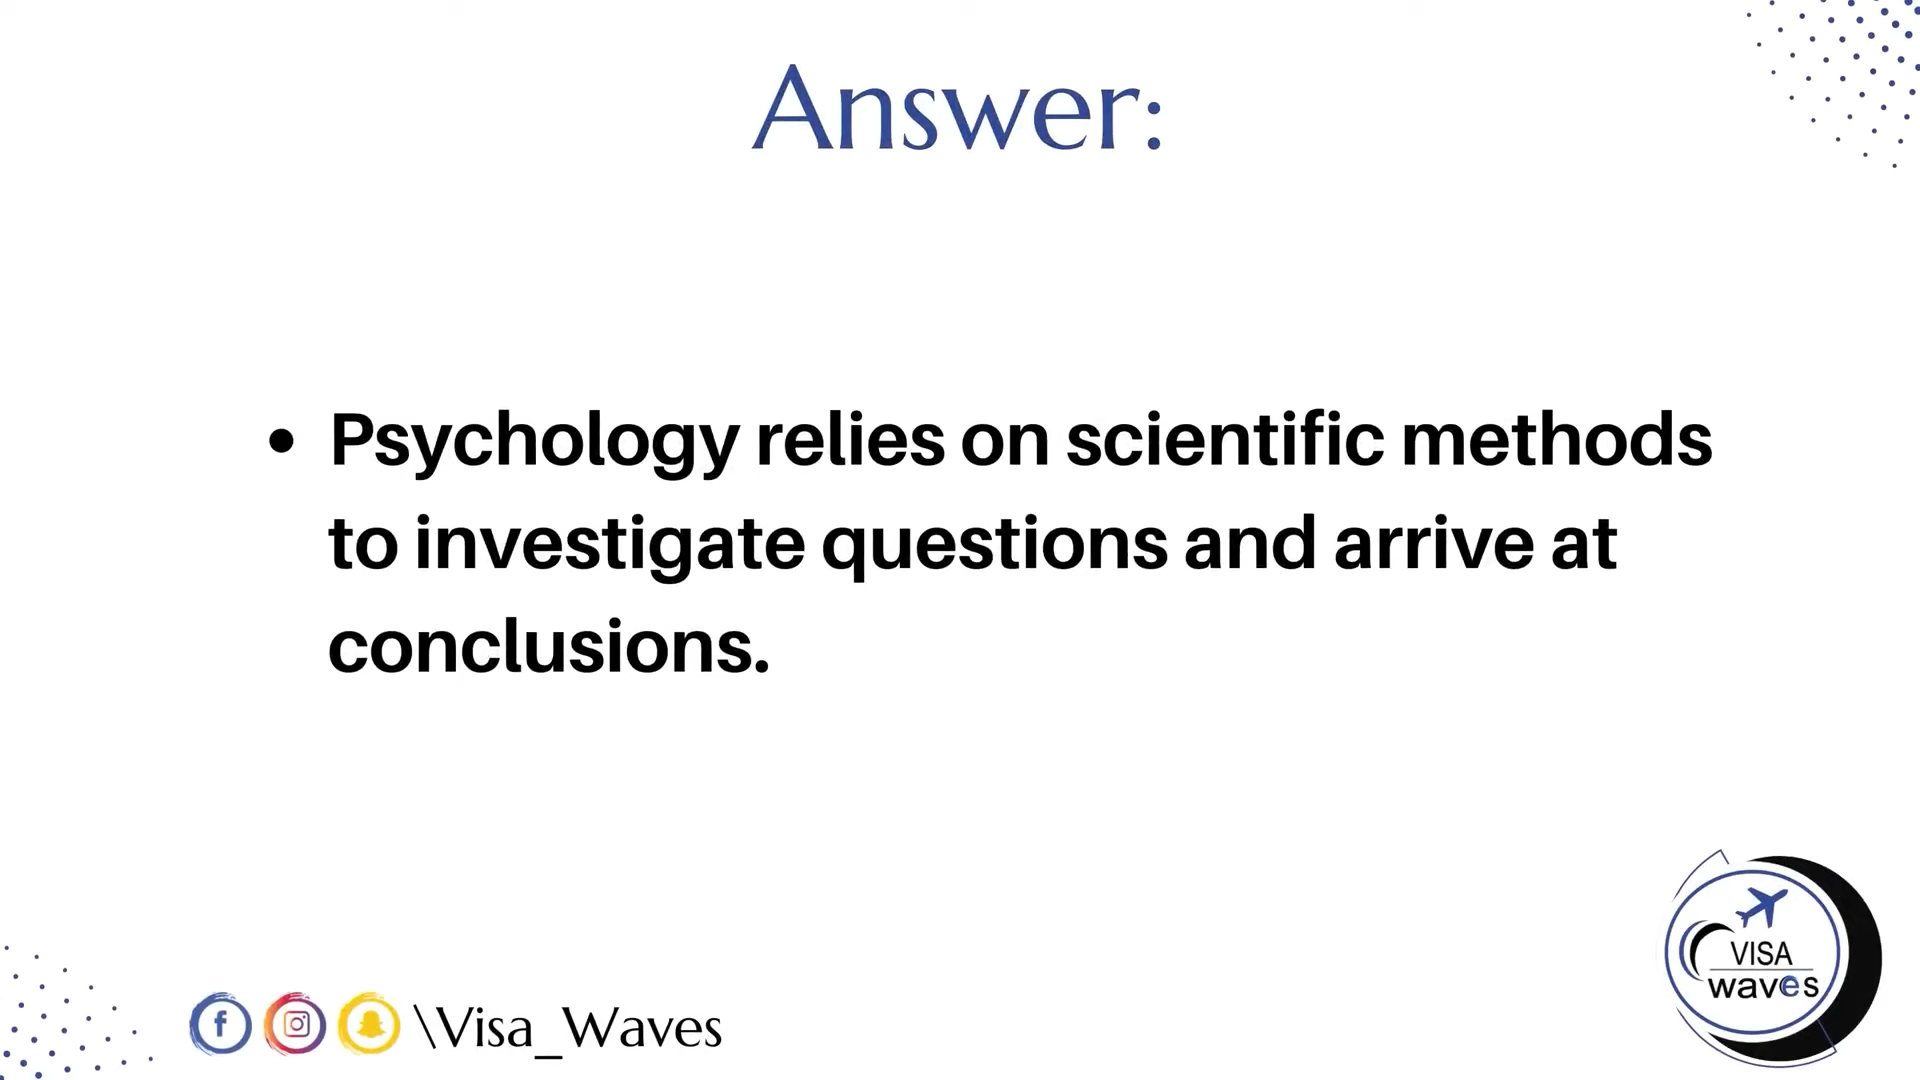 Answer:
• Psychology relies on scientific methods
to investigate questions and arrive at
conclusions.
VISA
waves
\Visa_Waves